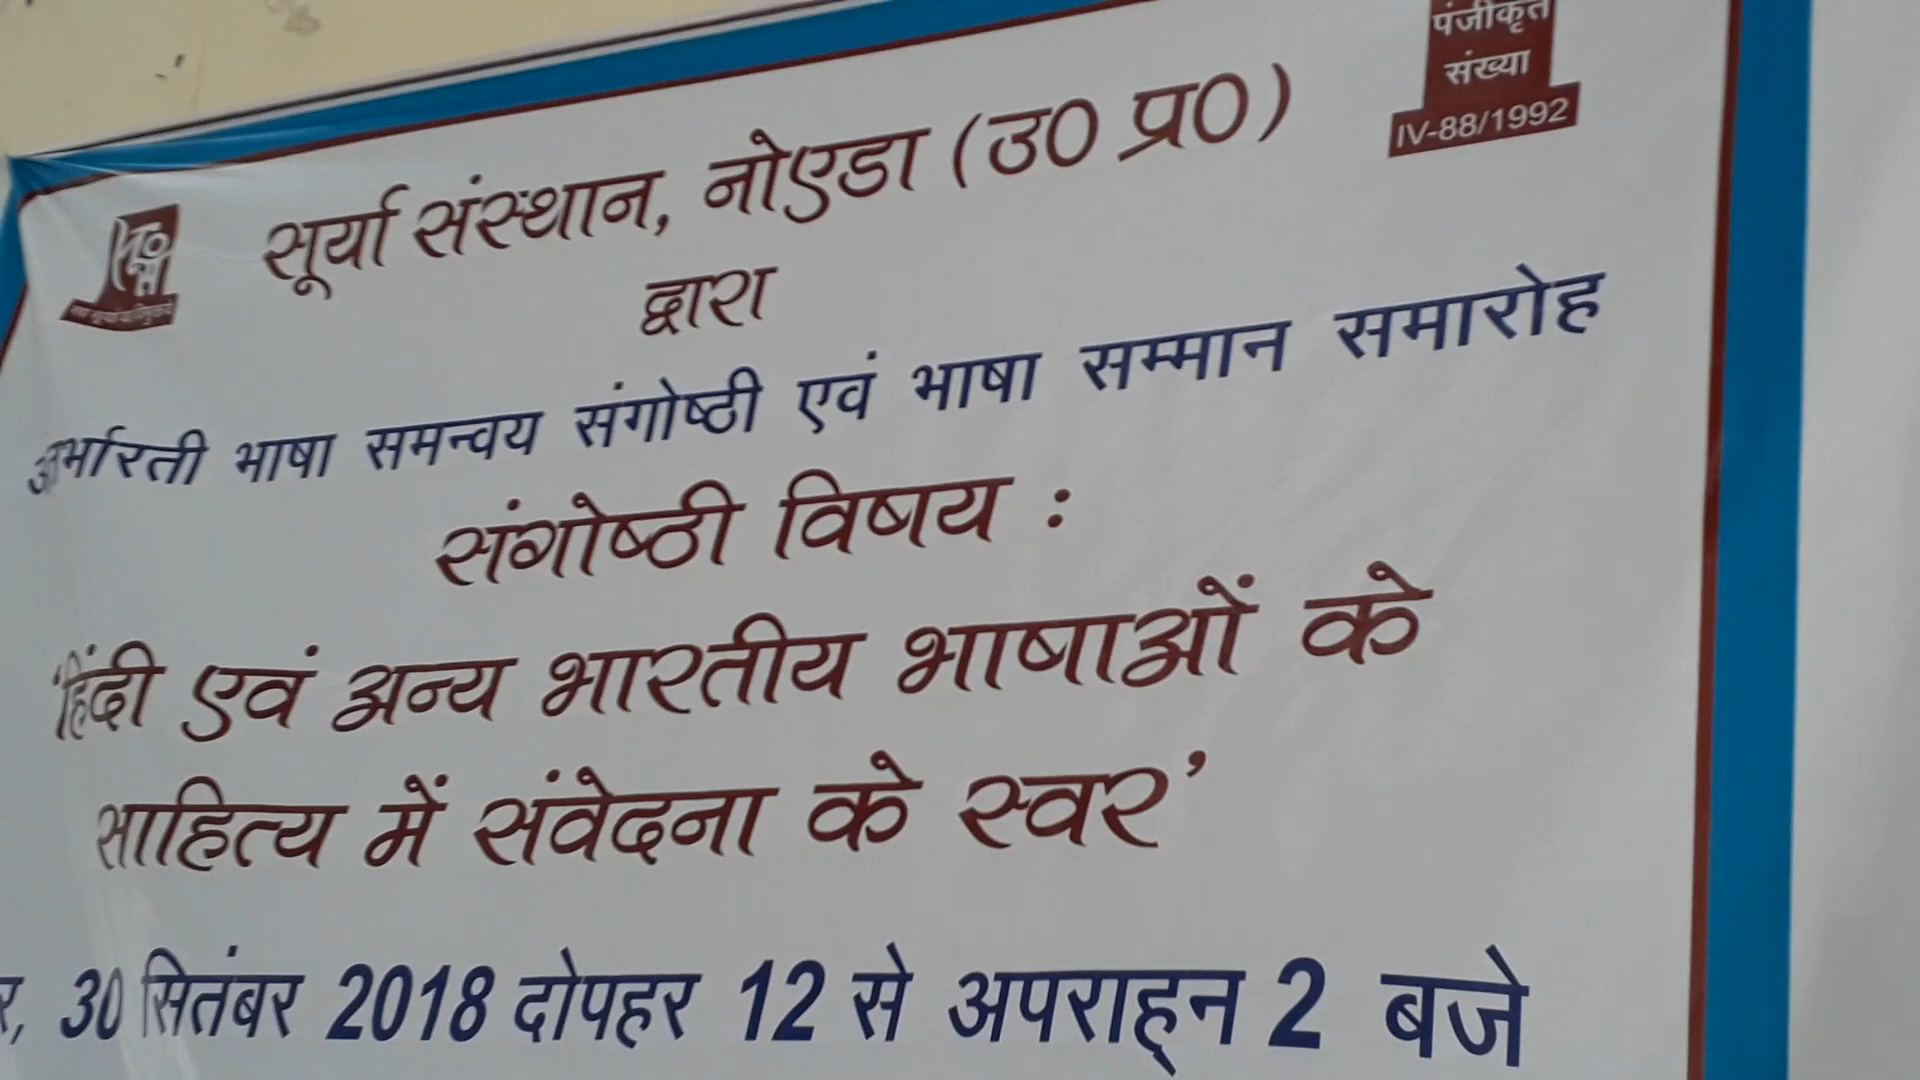 पंजीकृत
संख्या
IV-88/1992
सूर्या संस्थान, नोएडा (उ0 प्र0)
द्वारा
भाषा समन्वय संगोष्ठी एवं भाषा सम्मान समारोह
संगोष्ठी विषय :
'हिंदी एवं अन्य भारतीय भाषाओं के
साहित्य में संवेदना के स्वर'
30 सितंबर 2018 दोपहर 12 से अपराह्न 2 बजे